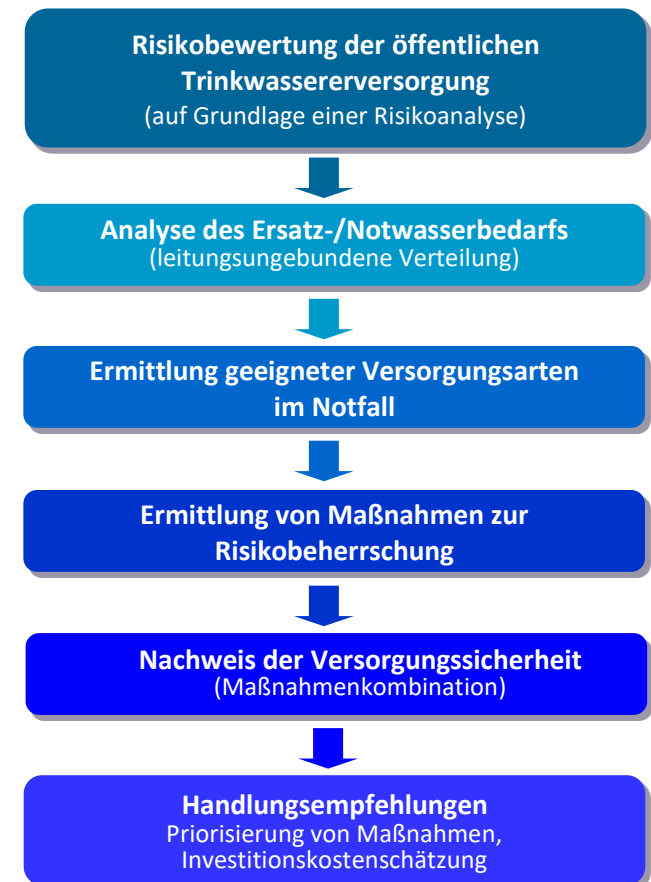 Risikobewertung der öffentlichen
Trinkwassererversorgung
(auf Grundlage einer Risikoanalyse)
Analyse des Ersatz-/Notwasserbedarfs
(leitungsungebundene Verteilung)
Ermittlung geeigneter Versorgungsarten
im Notfall
Ermittlung von Maßnahmen zur
Risikobeherrschung
Nachweis der Versorgungssicherheit
(Maßnahmenkombination)
Handlungsempfehlungen
Priorisierung von Maßnahmen,
Investitionskostenschätzung